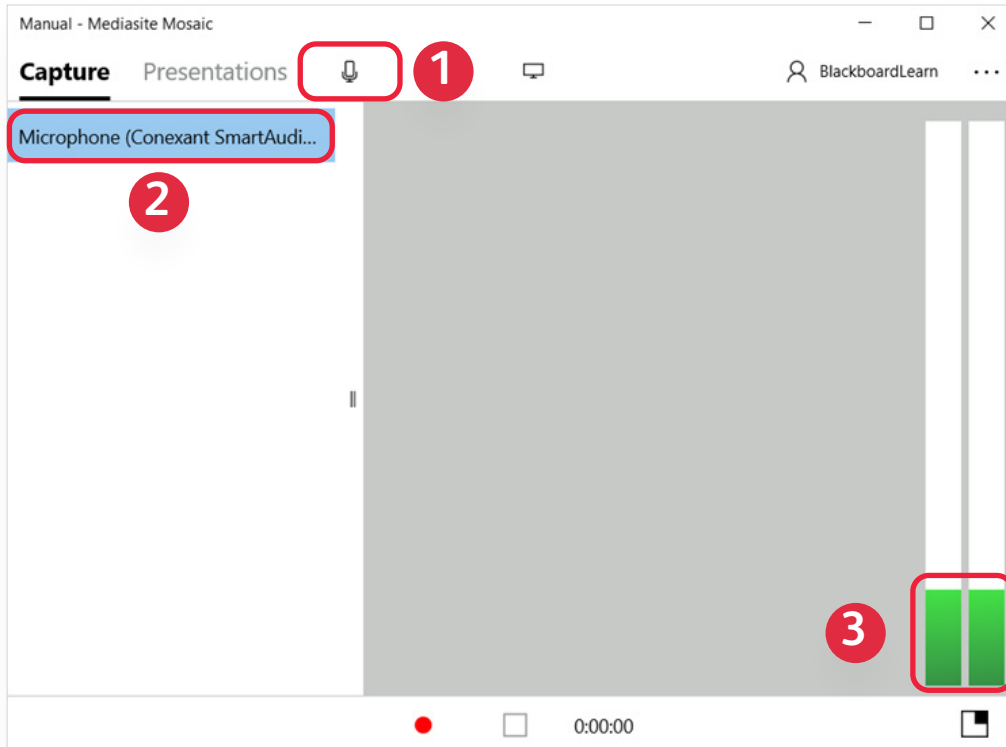 Manual - Mediasite Mosaic
Capture Presentations 1 BlackboardLearn
Microphone (Conexant SmartAudi...
2
3
0:00:00